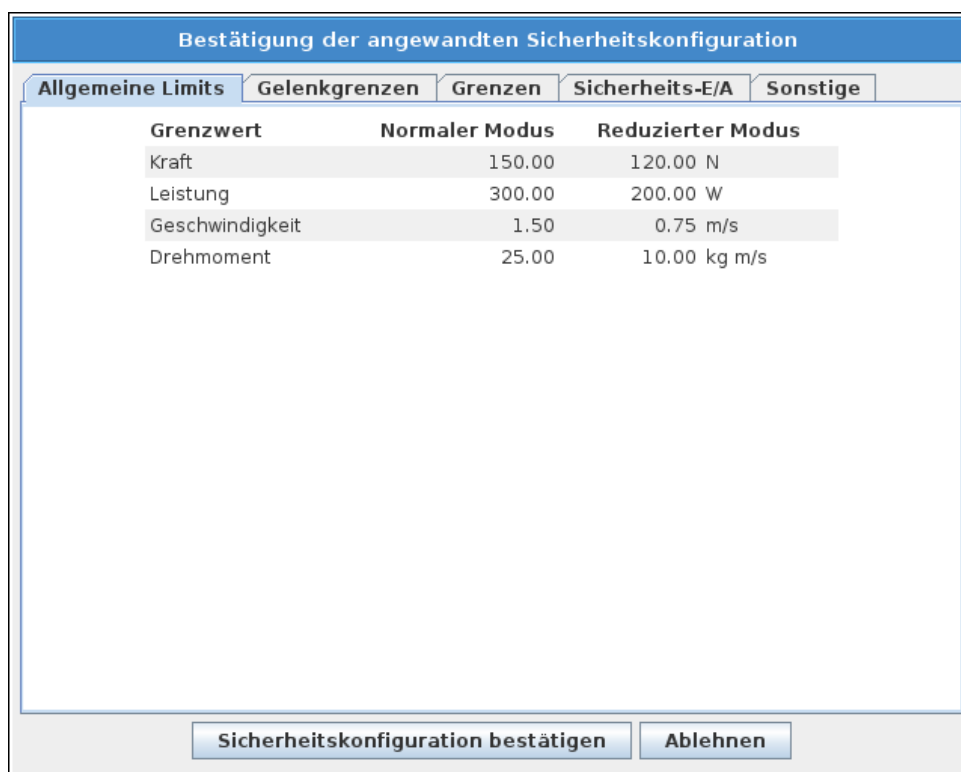 Bestätigung der angewandten Sicherheitskonfiguration
Allgemeine Limits Gelenkgrenzen Grenzen Sicherheits-E/A Sonstige
Grenzwert Normaler Modus Reduzierter Modus
Kraft 150.00 120.00 N
Leistung 300.00 200.00 W
Geschwindigkeit 1.50 0.75 m/s
Drehmoment 25.00 10.00 kg m/s
Sicherheitskonfiguration bestätigen Ablehnen